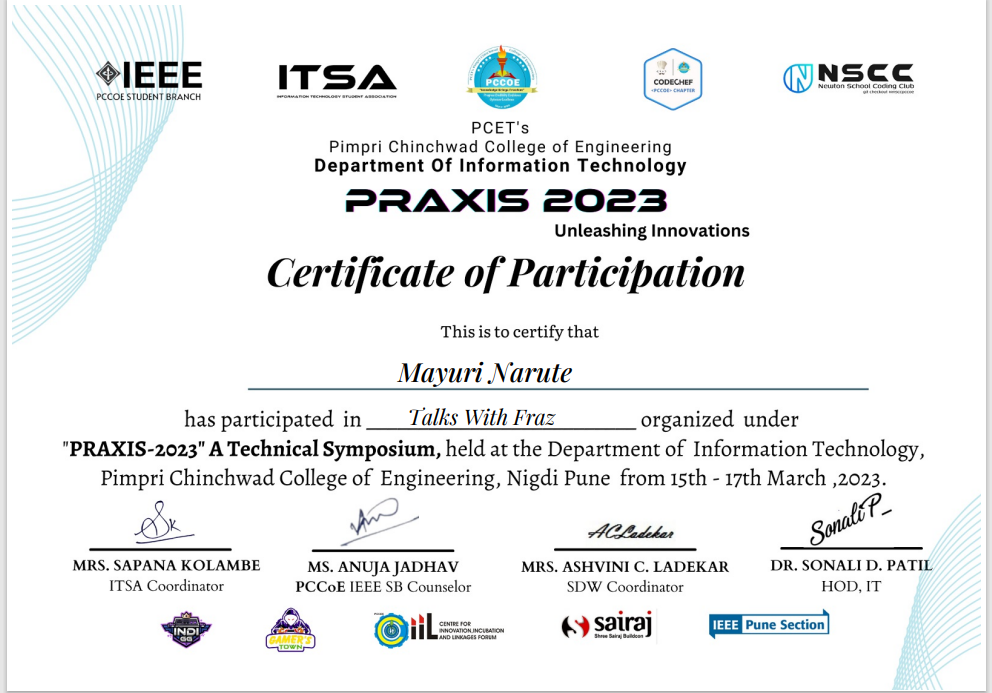 IEEE
PCCOE STUDENT BRANCH
ITSA
INFORMATION TECHNOLOGY STUDENT ASSOCIATION
PCCOE
CODECHEF
PCCOE CHAPTER
NSCC
Newton School Coding Club
PCET's
Pimpri Chinchwad College of Engineering
Department Of Information Technology
PRAXIS 2023
Unleashing Innovations
Certificate of Participation
This is to certify that
Mayuri Narute
has participated in Talks With Fraz organized under
"PRAXIS-2023" A Technical Symposium, held at the Department of Information Technology,
Pimpri Chinchwad College of Engineering, Nigdi Pune from 15th - 17th March ,2023.
SK
ACLadekar
Sonali P
MRS. SAPANA KOLAMBE
ITSA Coordinator
MS. ANUJA JADHAV
PCCoE IEEE SB Counselor
MRS. ASHVINI C. LADEKAR
SDW Coordinator
DR. SONALI D. PATIL
HOD, IT
INDI
GG
GAMER'S
TOWN
iiL
CENTRE FOR
INNOVATION,INCUBATION
AND LINKAGES FORUM
sairaj
Shree Sairaj Buildcon
IEEE Pune Section